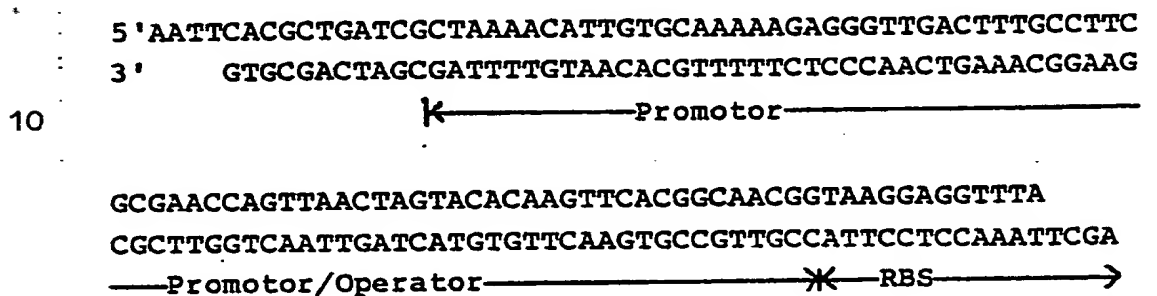 5'AATTCACGCTGATCGCTAAAACATTGTGCAAAAAGAGGGTTGACTTTGCCTTC
3' GTGCGACTAGCGATTTTGTAACACGTTTTTCTCCCAACTGAAACGGAAG
10
Promotor
GCGAACCAGTTAACTAGTACACAAGTTCACGGCAACGGTAAGGAGGTTTA
CGCTTGGTCAATTGATCATGTGTTCAAGTGCCGTTGCCATTCCTCCAAATTCGA
Promotor/Operator RBS